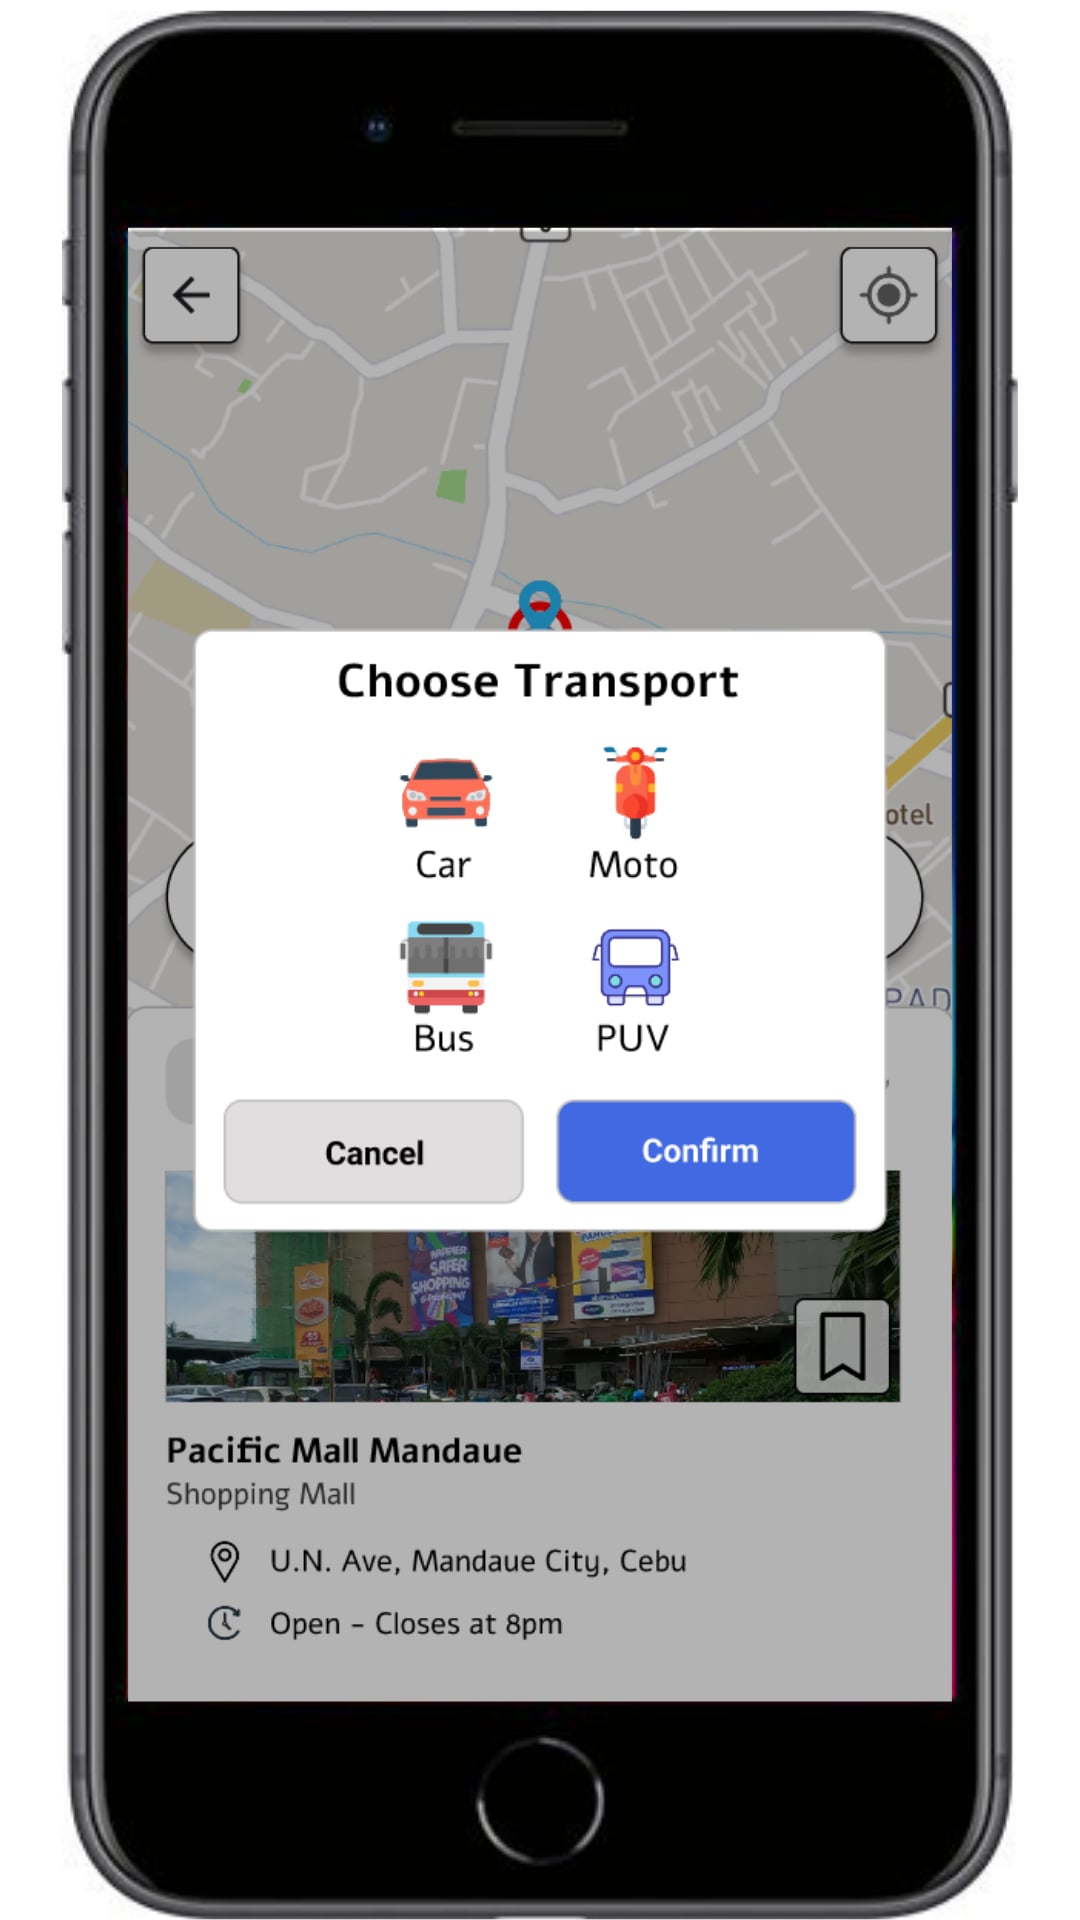 Choose Transport
Car
Moto
Bus
PUV
Cancel
Confirm
otel
PAD
HAPPIER
SAFER
SHOPPING
Pacific Mall Mandaue
Shopping Mall
U.N. Ave, Mandaue City, Cebu
Open - Closes at 8pm